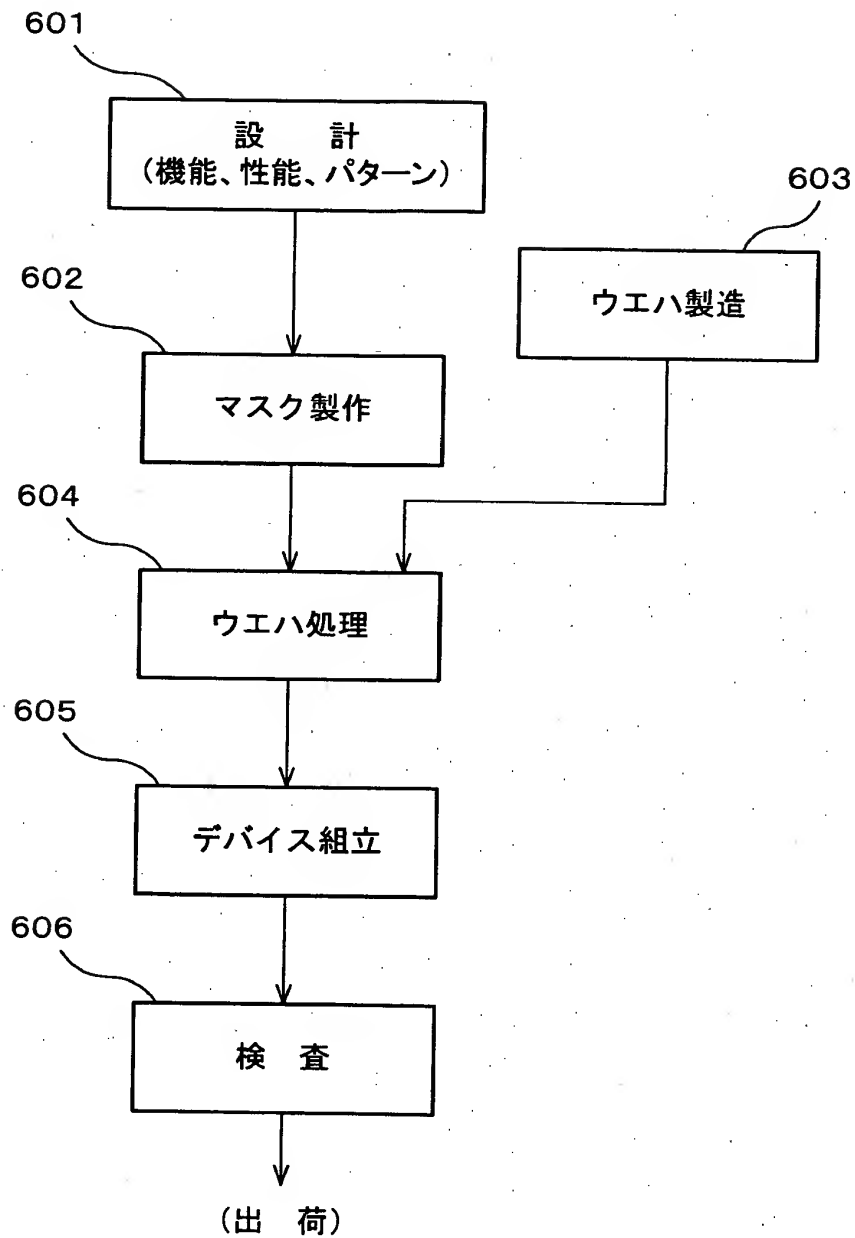 601
設　計
(機能、性能、パターン)
603
ウエハ製造
602
マスク製作
604
ウエハ処理
605
デバイス組立
606
検　査
(出　荷)